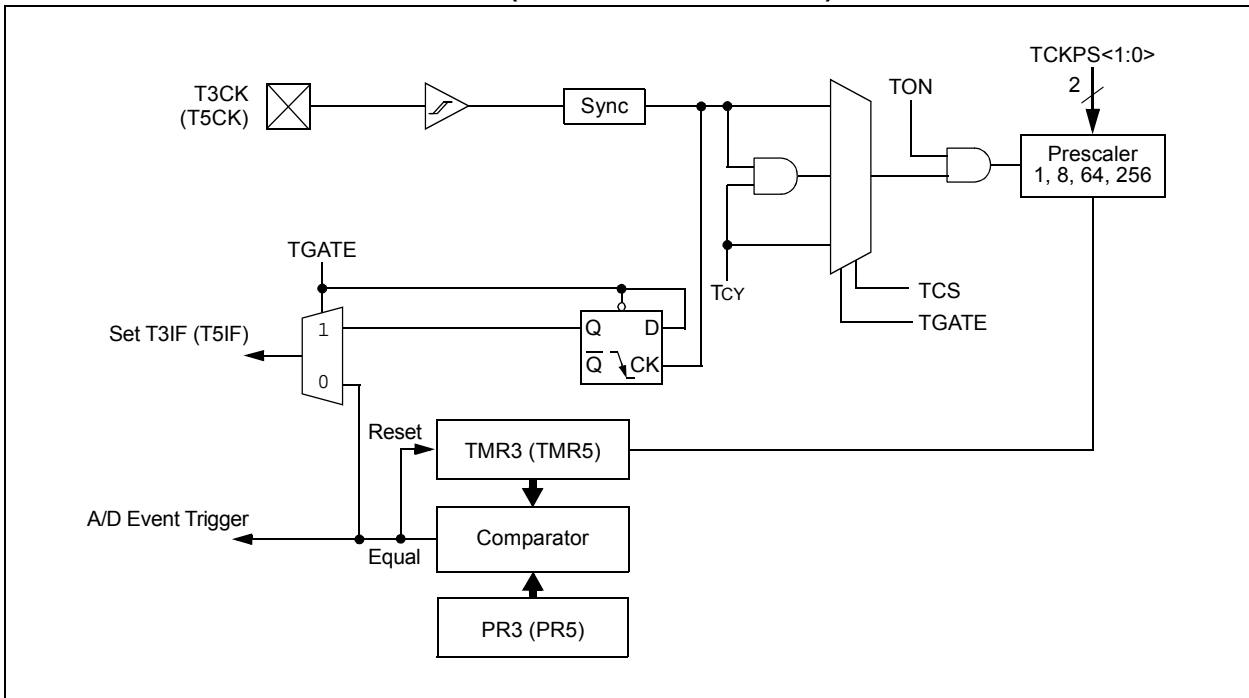 TCKPS<1:0>
2
T3CK
(T5CK)
Sync
TON
Prescaler
1, 8, 64, 256
TGATE
TCY
TCS
TGATE
Set T3IF (T5IF)
1
0
Q
D
Q
CK
Reset
TMR3 (TMR5)
A/D Event Trigger
Equal
Comparator
PR3 (PR5)